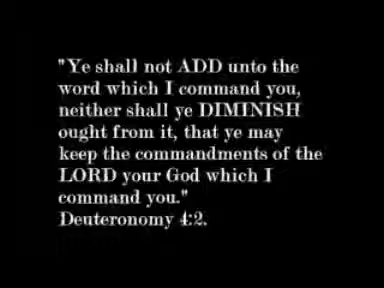 "Ye shall not ADD unto the
word which I command you,
neither shall ye DIMINISH
ought from it, that ye may
keep the commandments of the
LORD your God which I
command you."
Deuteronomy 4:2.